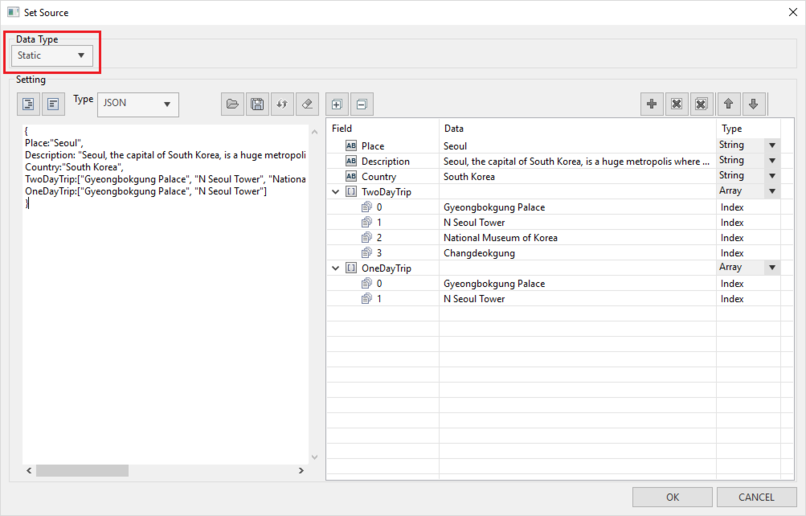 Set Source
Data Type
Static
Setting
Type JSON
{
Place:"Seoul",
Description: "Seoul, the capital of South Korea, is a huge metropoli
Country:"South Korea",
TwoDayTrip:["Gyeongbokgung Palace", "N Seoul Tower", "Nationa
OneDayTrip:["Gyeongbokgung Palace", "N Seoul Tower"]
}
Field Data Type
AB Place Seoul String
AB Description Seoul, the capital of South Korea, is a huge metropolis where ... String
AB Country South Korea String
[ ] TwoDayTrip Array
0 Gyeongbokgung Palace Index
1 N Seoul Tower Index
2 National Museum of Korea Index
3 Changdeokgung Index
[ ] OneDayTrip Array
0 Gyeongbokgung Palace Index
1 N Seoul Tower Index
OK CANCEL